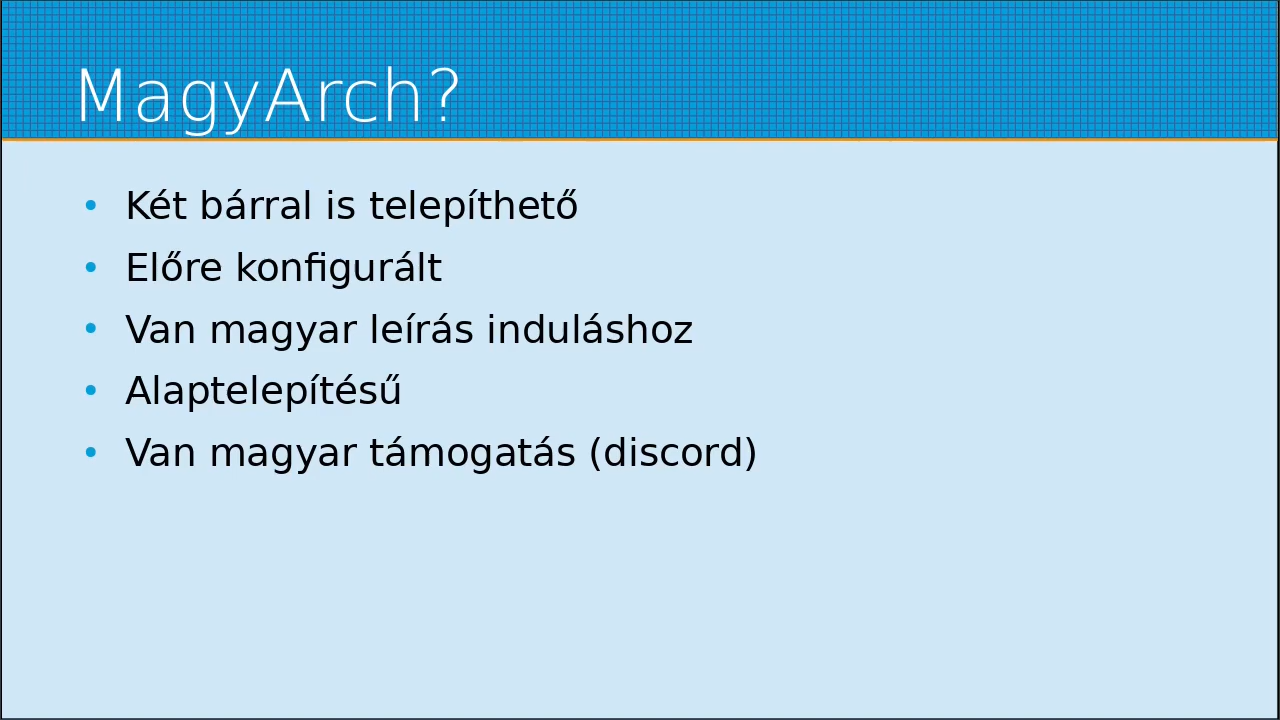 MagyArch?
• Két bárral is telepíthető
• Előre konfigurált
• Van magyar leírás induláshoz
• Alaptelepítésű
• Van magyar támogatás (discord)